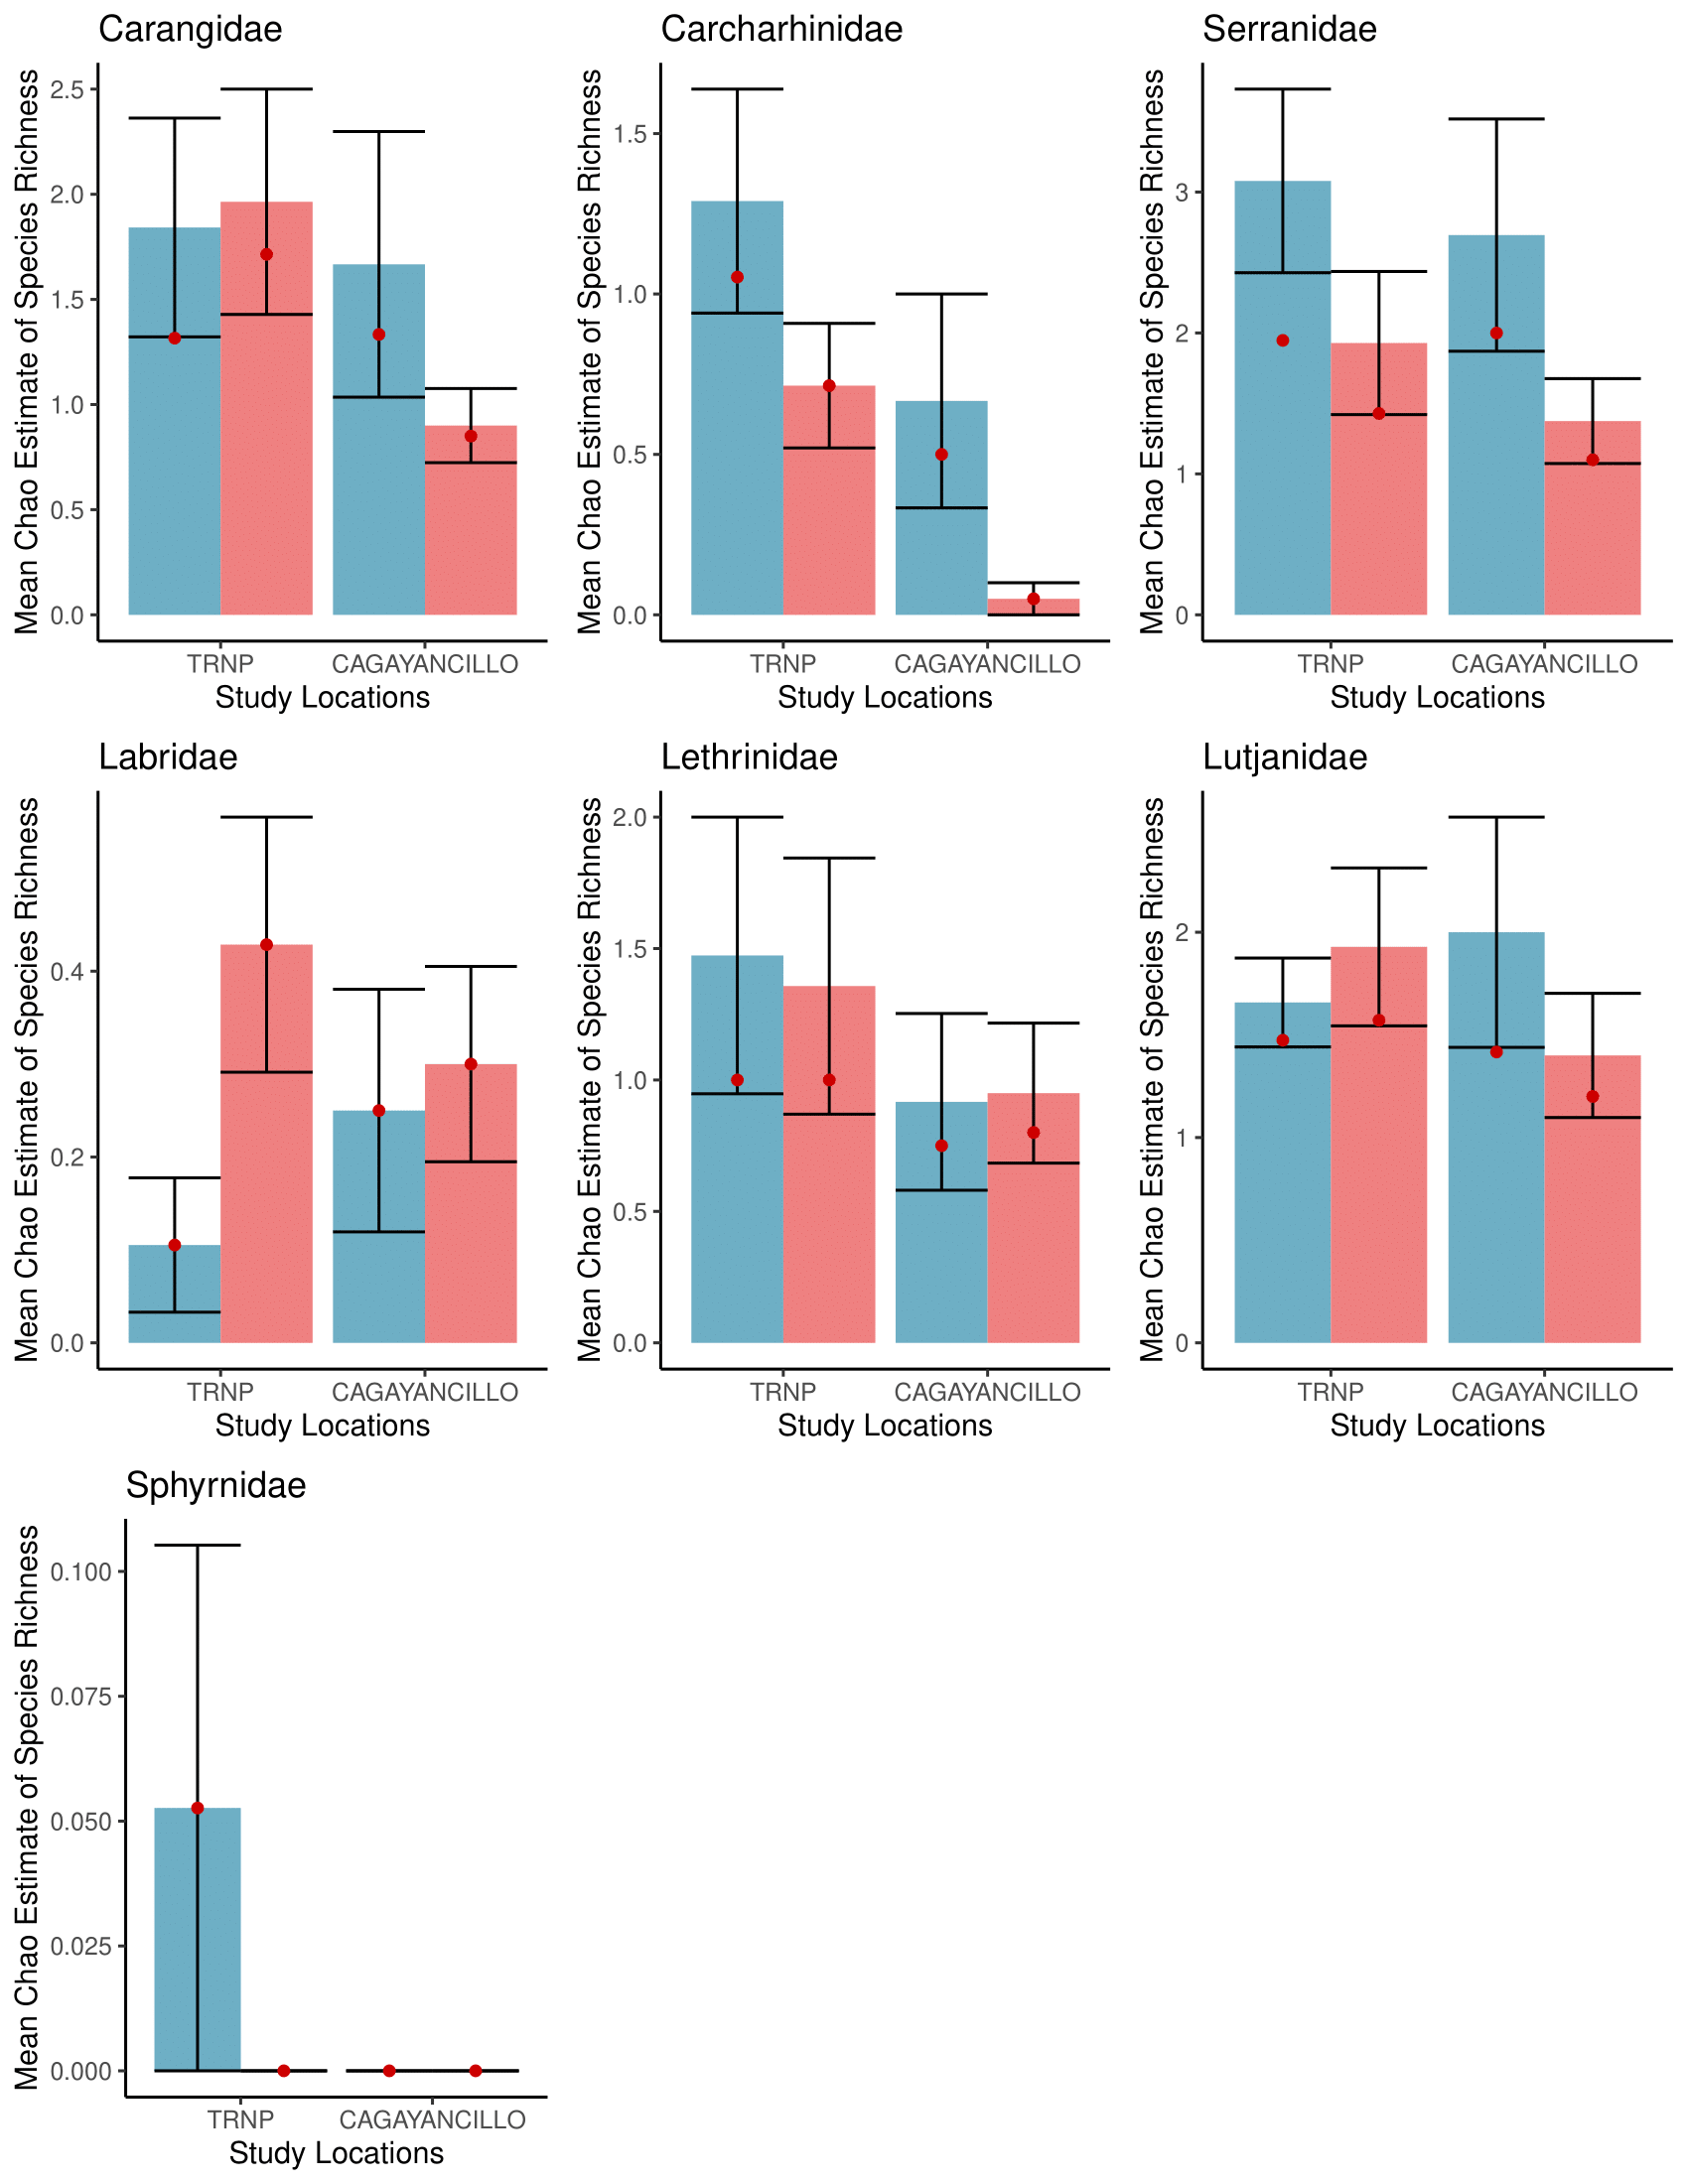 Carangidae
Mean Chao Estimate of Species Richness
2.5
2.0
1.5
1.0
0.5
0.0
TRNP CAGAYANCILLO
Study Locations
Carcharhinidae
Mean Chao Estimate of Species Richness
1.5
1.0
0.5
0.0
TRNP CAGAYANCILLO
Study Locations
Serranidae
Mean Chao Estimate of Species Richness
3
2
1
0
TRNP CAGAYANCILLO
Study Locations
Labridae
Mean Chao Estimate of Species Richness
0.4
0.2
0.0
TRNP CAGAYANCILLO
Study Locations
Lethrinidae
Mean Chao Estimate of Species Richness
2.0
1.5
1.0
0.5
0.0
TRNP CAGAYANCILLO
Study Locations
Lutjanidae
Mean Chao Estimate of Species Richness
2
1
0
TRNP CAGAYANCILLO
Study Locations
Sphyrnidae
Mean Chao Estimate of Species Richness
0.100
0.075
0.050
0.025
0.000
TRNP CAGAYANCILLO
Study Locations